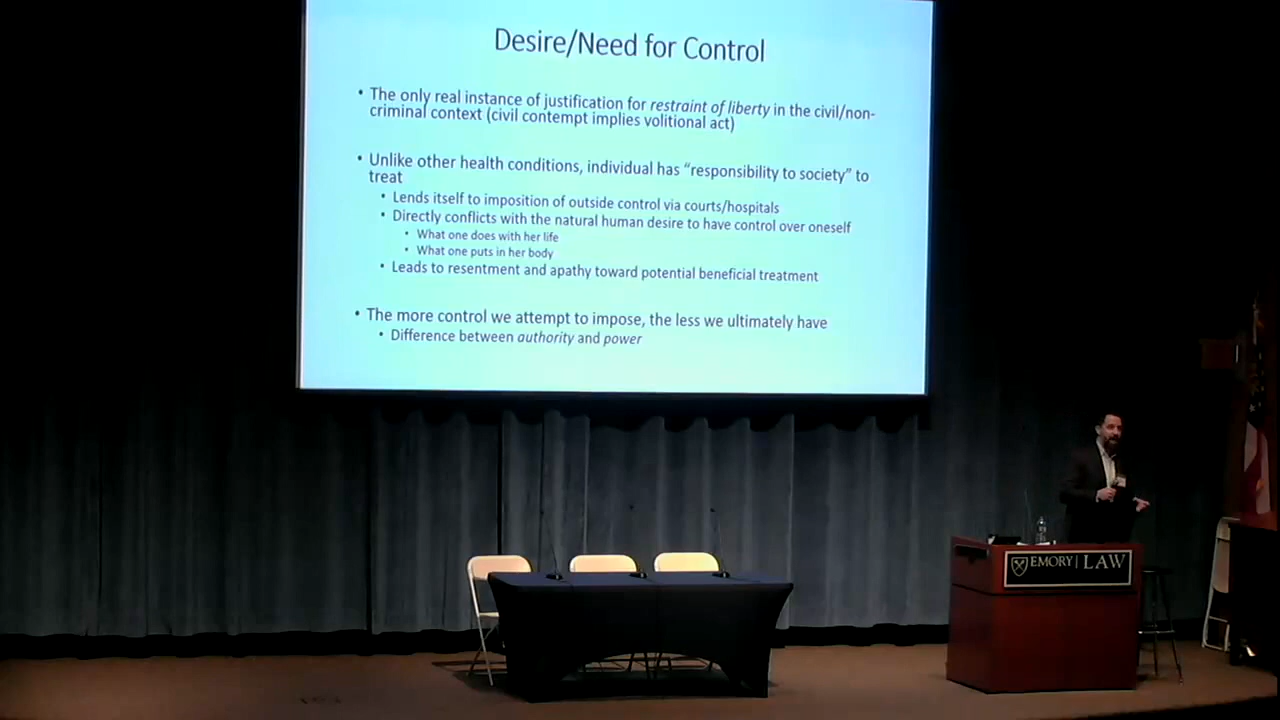 Desire/Need for Control
• The only real instance of justification for restraint of liberty in the civil/non-
criminal context (civil contempt implies volitional act)
• Unlike other health conditions, individual has “responsibility to society” to
treat
• Lends itself to imposition of outside control via courts/hospitals
• Directly conflicts with the natural human desire to have control over oneself
• What one does with her life
• What one puts in her body
• Leads to resentment and apathy toward potential beneficial treatment
• The more control we attempt to impose, the less we ultimately have
• Difference between authority and power
EMORY | LAW